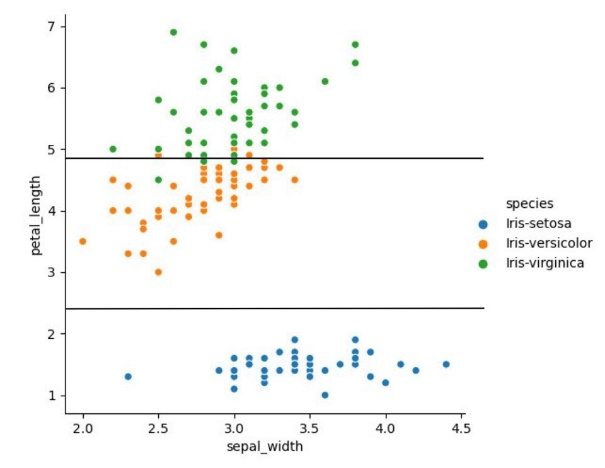 7
6
5
4
3
2
1
petal_length
2.0 2.5 3.0 3.5 4.0 4.5
sepal_width
species
Iris-setosa
Iris-versicolor
Iris-virginica